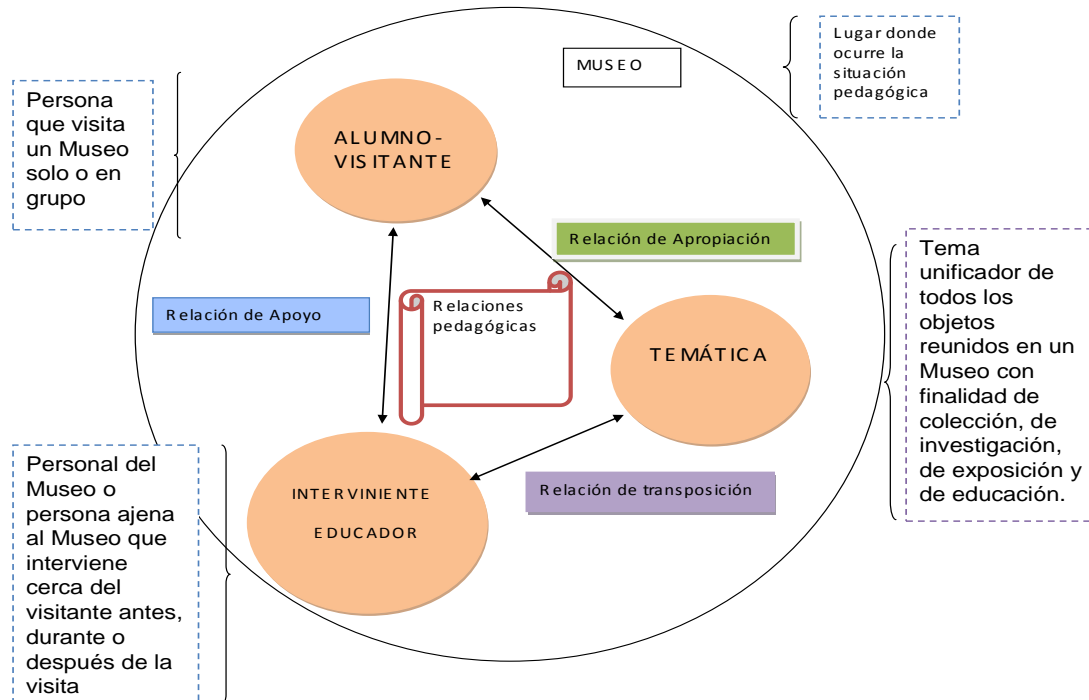 MUSEO
Lugar donde
ocurre la
situación
pedagógica
Persona
que visita
un Museo
solo o en
grupo
ALUMNO-
VISITANTE
Relación de Apropiación
Relación de Apoyo
Relaciones
pedagógicas
TEMÁTICA
Tema
unificador de
todos los
objetos
reunidos en un
Museo con
finalidad de
colección, de
investigación,
de exposición y
de educación.
Personal del
Museo o
persona ajena
al Museo que
interviene
cerca del
visitante antes,
durante o
después de la
visita
INTERVINIENTE
EDUCADOR
Relación de transposición